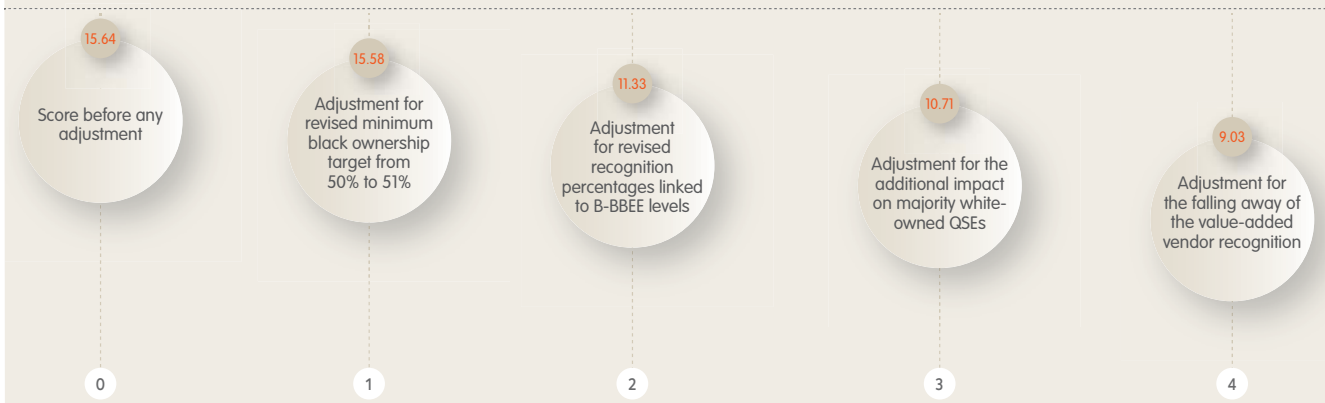 15.64
Score before any
adjustment
0
15.58
Adjustment for
revised minimum
black ownership
target from
50% to 51%
1
11.33
Adjustment
for revised
recognition
percentages linked
to B-BBEE levels
2
10.71
Adjustment for the
additional impact
on majority white-
owned QSEs
3
9.03
Adjustment for
the falling away of
the value-added
vendor recognition
4